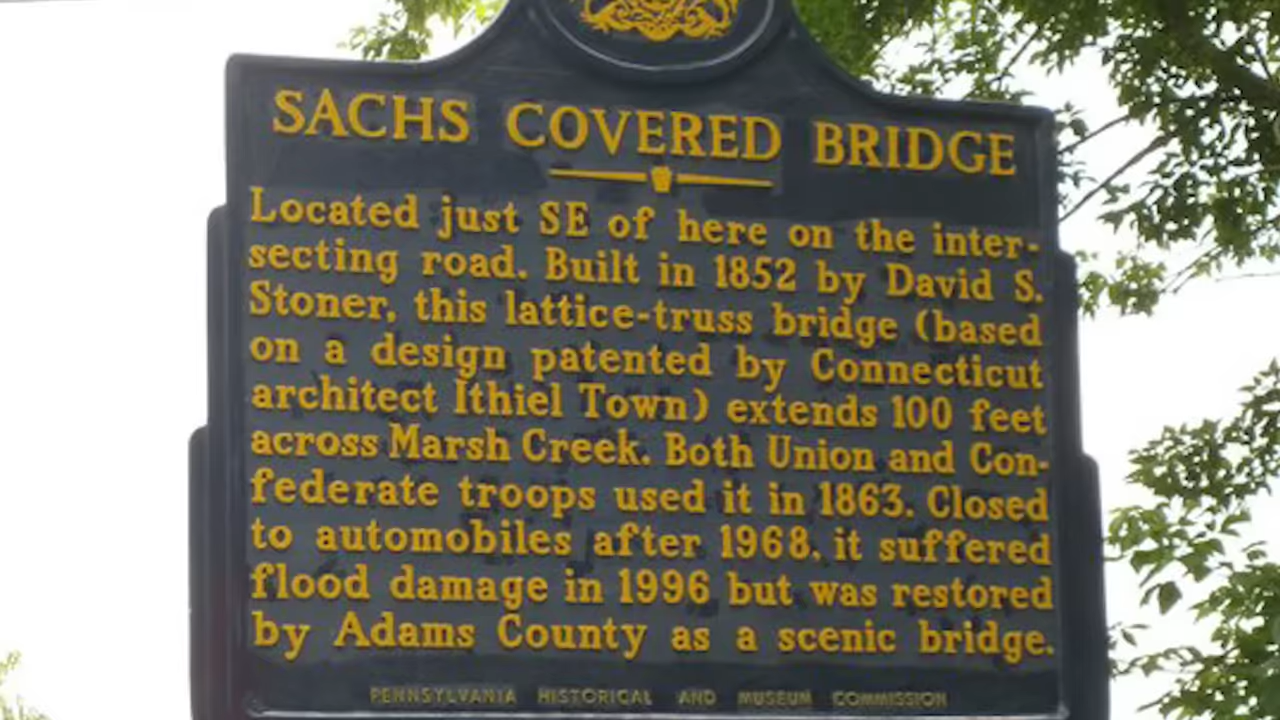 SACHS COVERED BRIDGE
Located just SE of here on the inter-
secting road. Built in 1852 by David S.
Stoner, this lattice-truss bridge (based
on a design patented by Connecticut
architect Ithiel Town) extends 100 feet
across Marsh Creek. Both Union and Con-
federate troops used it in 1863. Closed
to automobiles after 1968, it suffered
flood damage in 1996 but was restored
by Adams County as a scenic bridge.
PENNSYLVANIA HISTORICAL AND MUSEUM COMMISSION